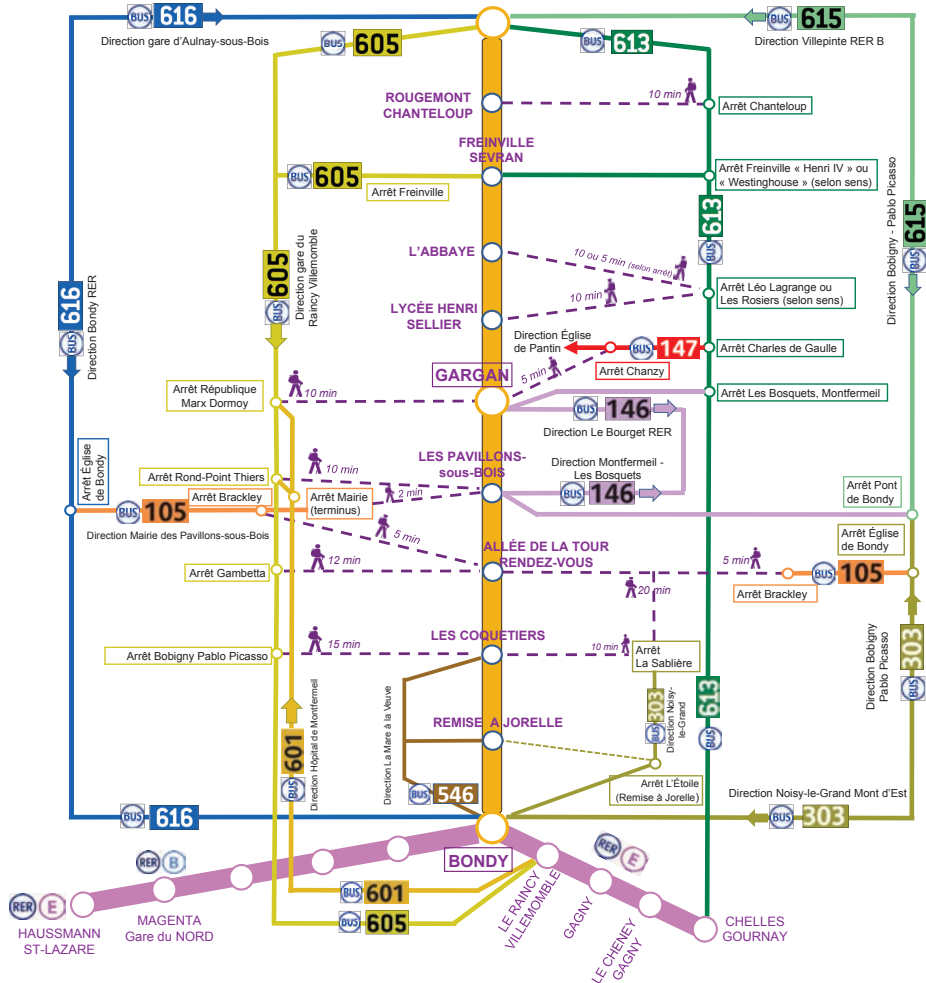 BUS 616
Direction gare d'Aulnay-sous-Bois
BUS 605
BUS 613
BUS 615
Direction Villepinte RER B
ROUGEMONT
CHANTELOUP
10 min
Arrêt Chanteloup
FREINVILLE
SEVRAN
BUS 605
Arrêt Freinville
Arrêt Freinville « Henri IV » ou
« Westinghouse » (selon sens)
613 BUS
Direction Bobigny - Pablo Picasso
615 BUS
L'ABBAYE
10 ou 5 min (selon arrêt)
605 BUS
Direction gare du
Raincy Villemomble
616 BUS
Direction Bondy RER
LYCÉE HENRI
SELLIER
10 min
Arrêt Léo Lagrange ou
Les Rosiers (selon sens)
Direction Église
de Pantin
BUS 147
Arrêt Charles de Gaulle
Arrêt Chanzy
GARGAN
5 min
Arrêt République
Marx Dormoy
10 min
Arrêt Les Bosquets, Montfermeil
BUS 146
Direction Le Bourget RER
LES PAVILLONS-
sous-BOIS
Direction Montfermeil -
Les Bosquets
BUS 146
Arrêt Église
de Bondy
Arrêt Rond-Point Thiers
10 min
Arrêt Brackley
Arrêt Mairie
(terminus)
2 min
Arrêt Pont
de Bondy
BUS 105
Direction Mairie des Pavillons-sous-Bois
5 min
Arrêt Église
de Bondy
ALLÉE DE LA TOUR
RENDEZ-VOUS
Arrêt Gambetta
12 min
5 min
BUS 105
Arrêt Brackley
20 min
LES COQUETIERS
Arrêt Bobigny Pablo Picasso
15 min
10 min
Arrêt
La Sablière
303 BUS
Direction Bobigny
Pablo Picasso
613 BUS
303 BUS
Direction Noisy-
le-Grand
Direction La Mare à la Veuve
REMISE A JORELLE
601 BUS
Direction Hôpital de Montfermeil
BUS 546
Arrêt L'Étoile
(Remise à Jorelle)
Direction Noisy-le-Grand Mont d'Est
BUS 616
BUS 303
BONDY
RER B
RER E
RER E
HAUSSMANN
ST-LAZARE
MAGENTA
Gare du NORD
BUS 601
BUS 605
LE RAINCY
VILLEMOMBLE
GAGNY
LE CHENEY
GAGNY
CHELLES
GOURNAY